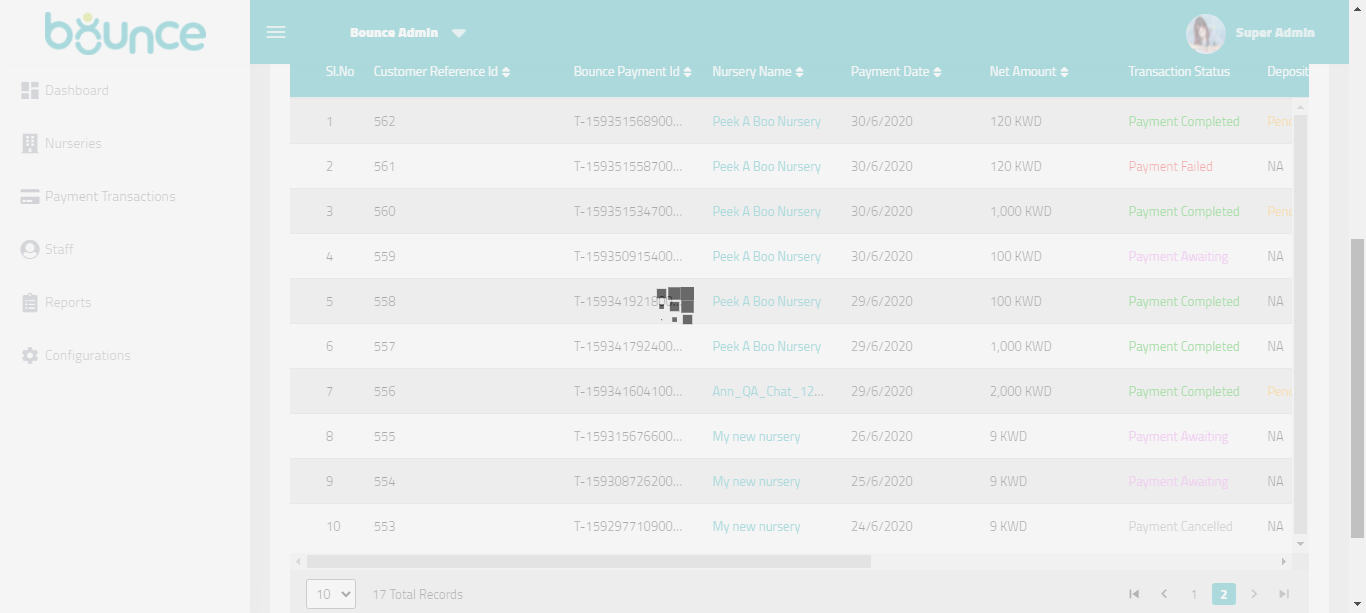 bounce
Bounce Admin
Super Admin
Dashboard
Nurseries
Payment Transactions
Staff
Reports
Configurations
Sl.No Customer Reference Id Bounce Payment Id Nursery Name Payment Date Net Amount Transaction Status Deposit
1 562 T-159351568900... Peek A Boo Nursery 30/6/2020 120 KWD Payment Completed
2 561 T-159351558700... Peek A Boo Nursery 30/6/2020 120 KWD Payment Failed NA
3 560 T-159351534700... Peek A Boo Nursery 30/6/2020 1,000 KWD Payment Completed
4 559 T-159350915400... Peek A Boo Nursery 30/6/2020 100 KWD Payment Awaiting NA
5 558 Peek A Boo Nursery 29/6/2020 100 KWD Payment Completed NA
6 557 T-159341792400... Peek A Boo Nursery 29/6/2020 1,000 KWD Payment Completed NA
7 556 T-159341604100... Ann_QA_Chat_12... 29/6/2020 2,000 KWD Payment Completed
8 555 T-159315676600... My new nursery 26/6/2020 9 KWD Payment Awaiting NA
9 554 T-159308726200... My new nursery 25/6/2020 9 KWD Payment Awaiting NA
10 553 T-159297710900... My new nursery 24/6/2020 9 KWD Payment Cancelled NA
10 17 Total Records 1 2